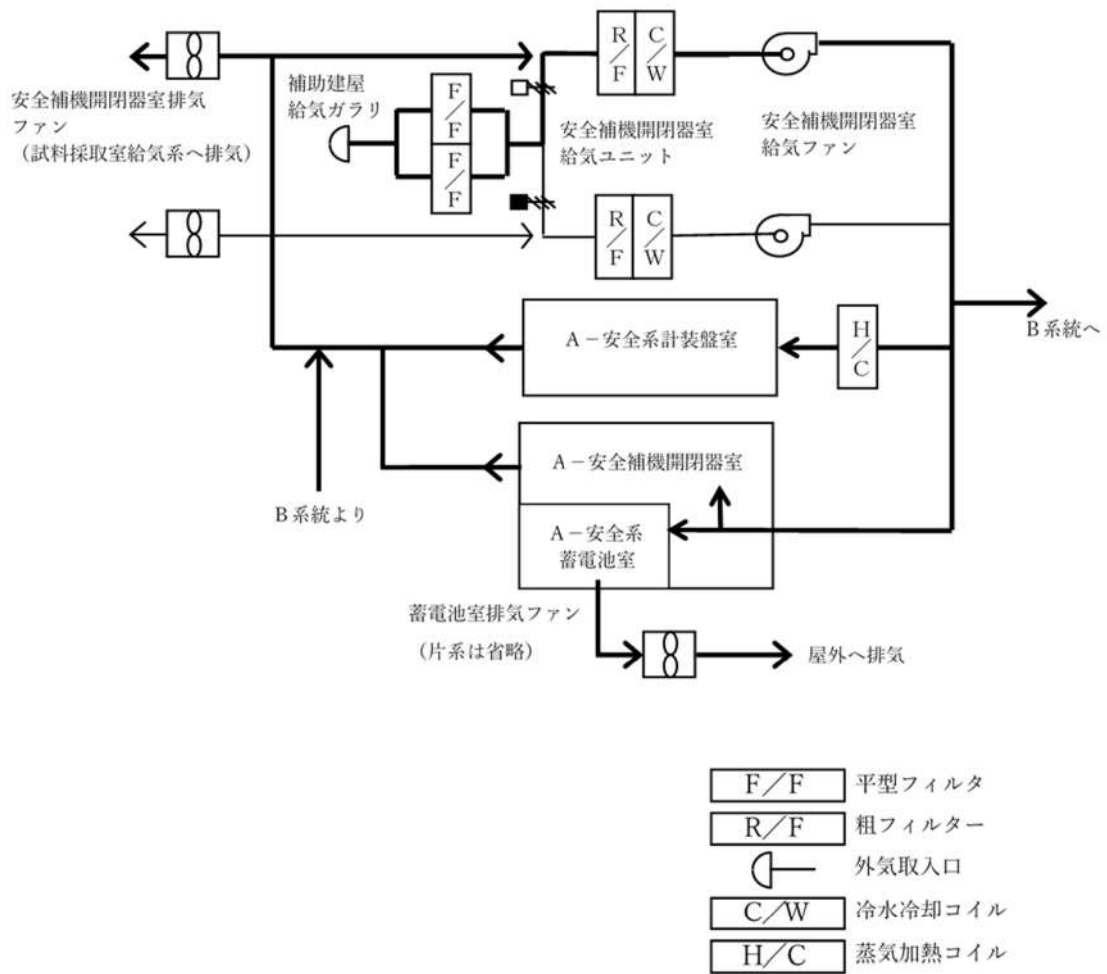 安全補機開閉器室排気
ファン
（試料採取室給気系へ排気）
補助建屋
給気ガラリ
F/F
F/F
R/F
C/W
安全補機開閉器室
給気ユニット
安全補機開閉器室
給気ファン
R/F
C/W
B系統へ
A－安全系計装盤室
H/C
A－安全補機開閉器室
B系統より
A－安全系
蓄電池室
蓄電池室排気ファン
（片系は省略）
屋外へ排気
F／F 平型フィルタ
R／F 粗フィルター
外気取入口
C／W 冷水冷却コイル
H／C 蒸気加熱コイル